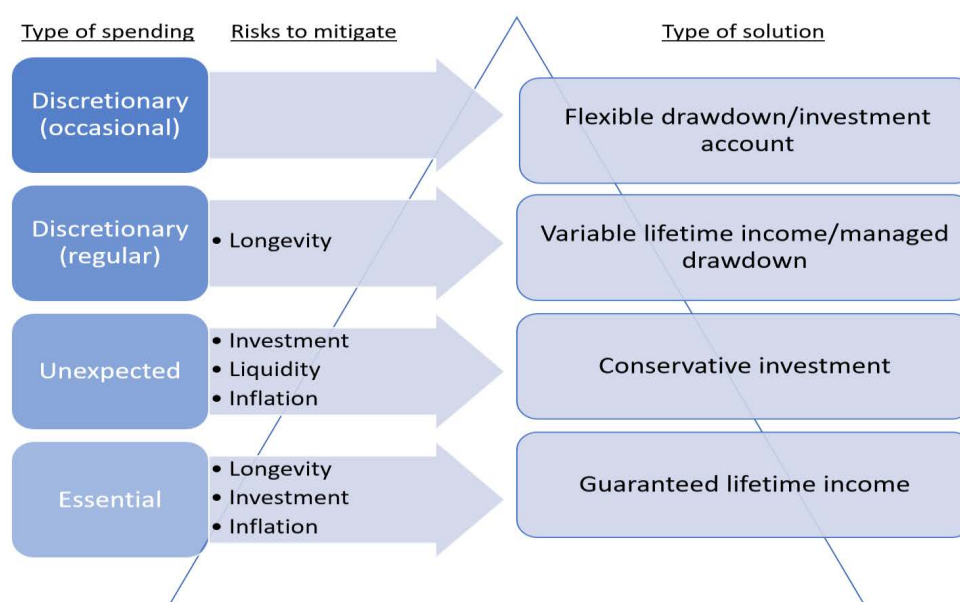 Type of spending
Risks to mitigate
Type of solution
Discretionary
(occasional)
Flexible drawdown/investment
account
Discretionary
(regular)
• Longevity
Variable lifetime income/managed
drawdown
Unexpected
• Investment
• Liquidity
• Inflation
Conservative investment
Essential
• Longevity
• Investment
• Inflation
Guaranteed lifetime income